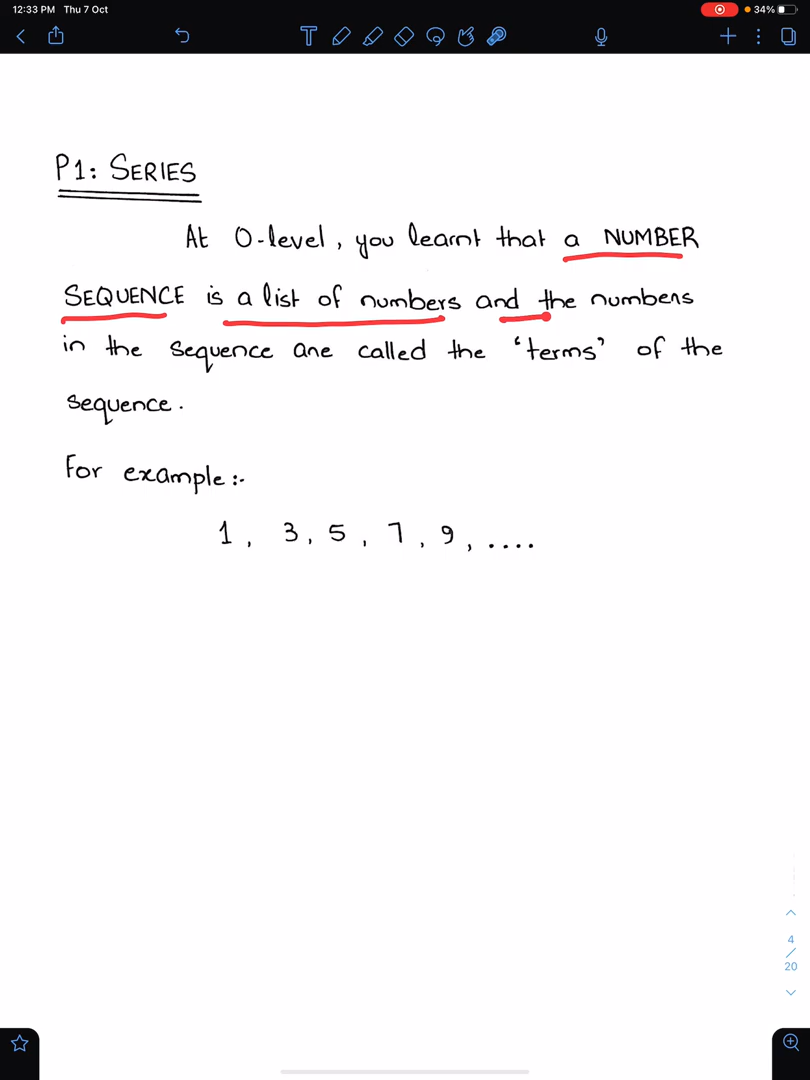 12:33 PM Thu 7 Oct
34%
P1: SERIES
At O-level, you learnt that a NUMBER
SEQUENCE is a list of numbers and the numbers
in the sequence are called the ‘terms’ of the
sequence.
For example:-
1, 3, 5, 7, 9, ....
4
/
20